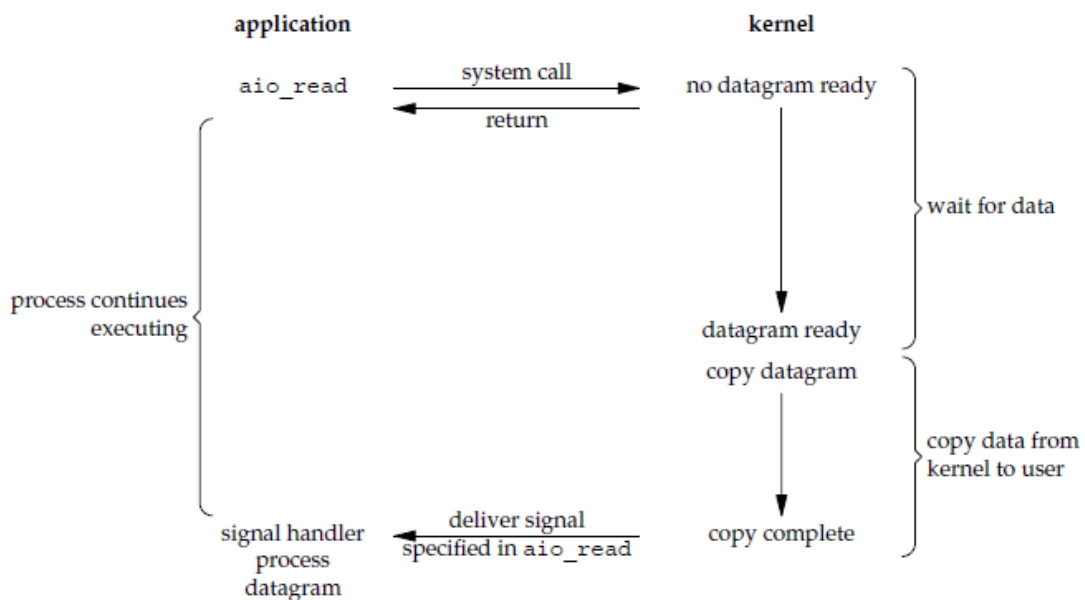 application
kernel
aio_read
system call
no datagram ready
return
wait for data
process continues
executing
datagram ready
copy datagram
copy data from
kernel to user
signal handler
process
datagram
deliver signal
specified in aio_read
copy complete